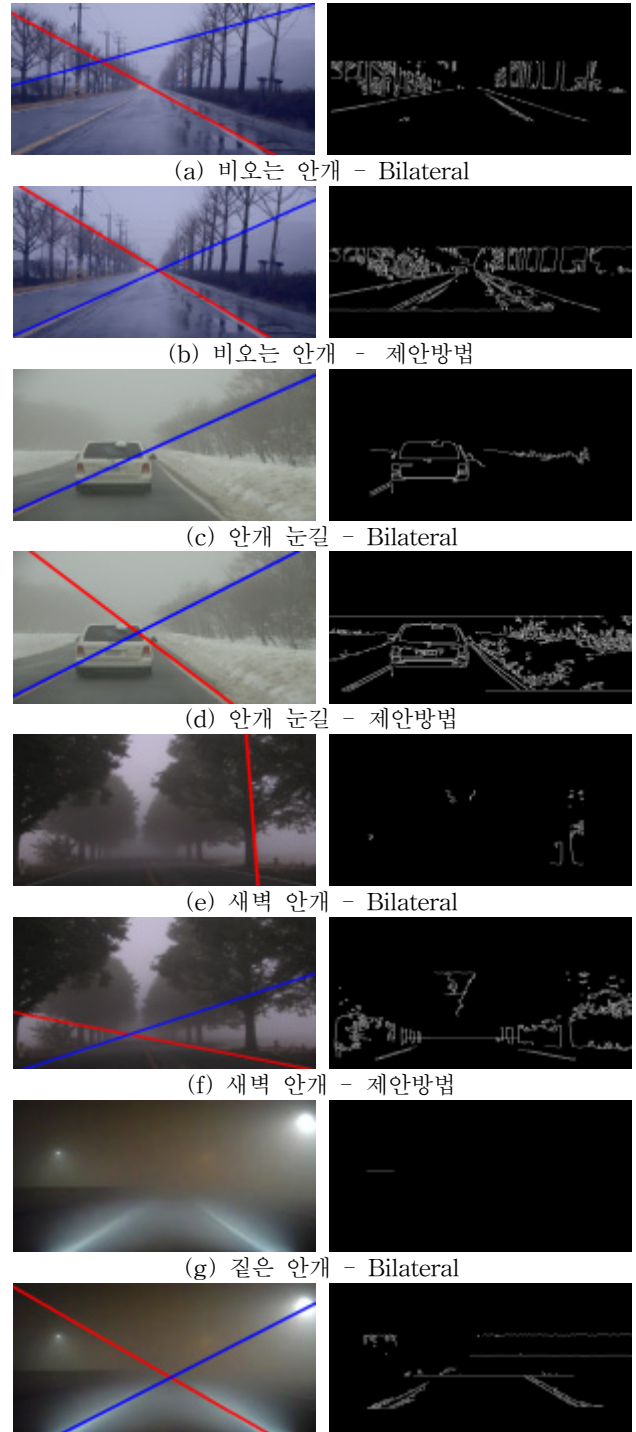 (a) 비오는 안개 - Bilateral
(b) 비오는 안개 - 제안방법
(c) 안개 눈길 - Bilateral
(d) 안개 눈길 - 제안방법
(e) 새벽 안개 - Bilateral
(f) 새벽 안개 - 제안방법
(g) 짙은 안개 - Bilateral